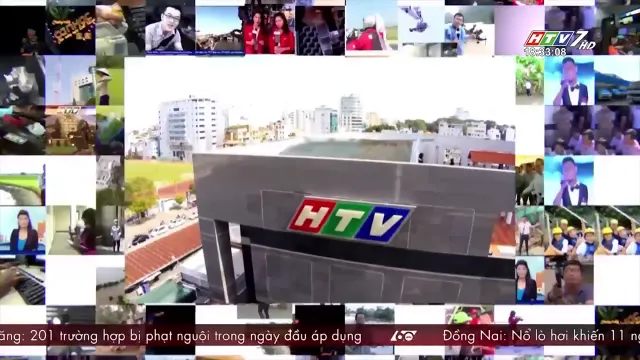 HTV7 HD
18:33:08
HTV
ăng: 201 trường hợp bị phạt nguội trong ngày đầu áp dụng
60
Đồng Nai: Nổ lò hơi khiến 11 n